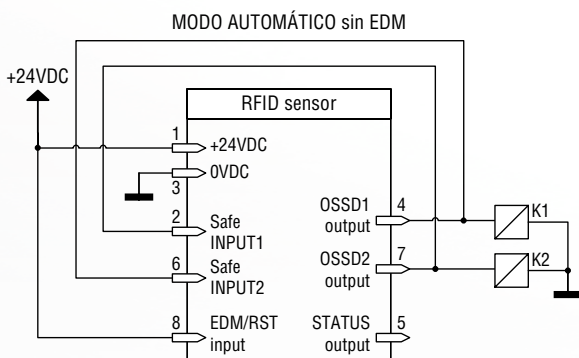 MODO AUTOMÁTICO sin EDM
+24VDC
RFID sensor
1
+24VDC
0VDC
3
2
Safe
INPUT1
6
Safe
INPUT2
8
EDM/RST
input
OSSD1
output
4
K1
OSSD2
output
7
K2
STATUS
output
5